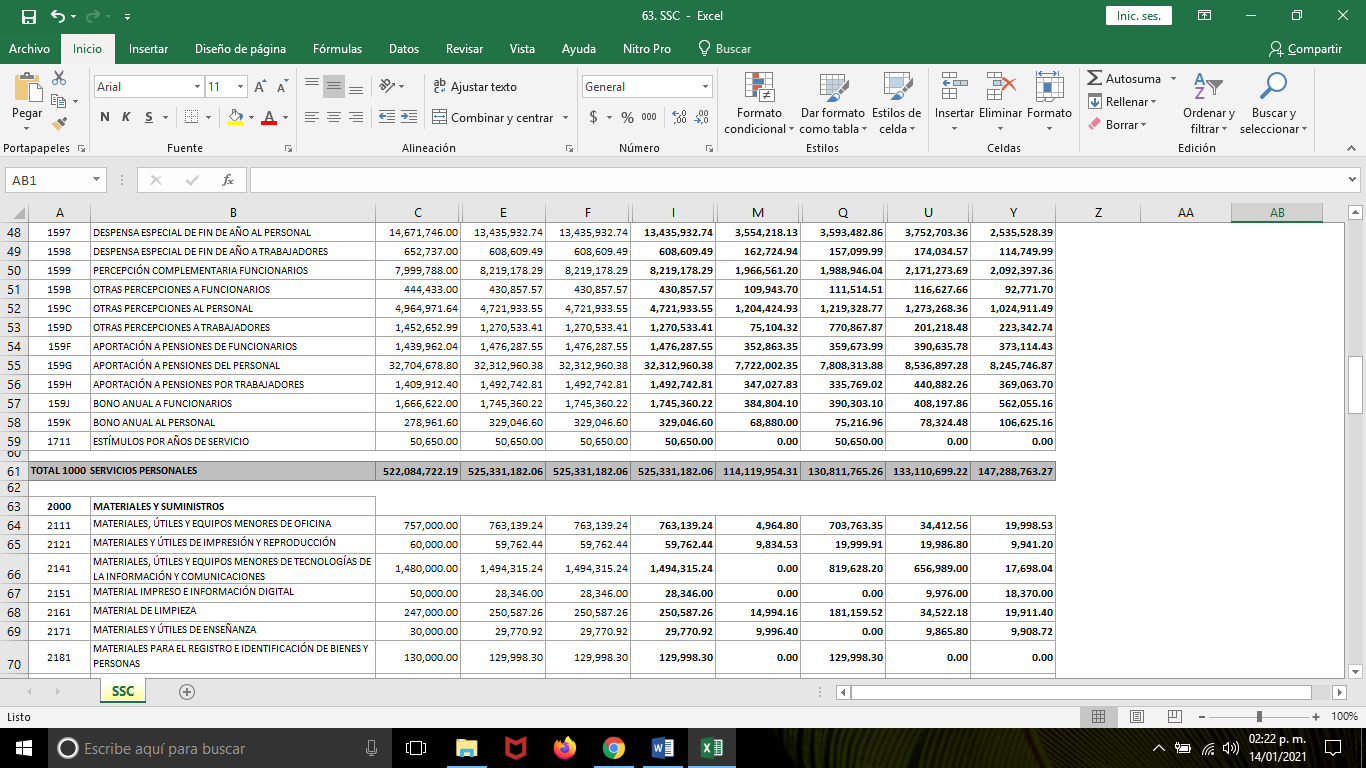 63. SSC - Excel
Inic. ses.
Archivo Inicio Insertar Diseño de página Fórmulas Datos Revisar Vista Ayuda Nitro Pro Buscar Compartir
Pegar
Arial 11
N K S
Ajustar texto
Combinar y centrar
General
$ % 000
Formato condicional
Dar formato como tabla
Estilos de celda
Insertar Eliminar Formato
Autosuma
Rellenar
Borrar
Ordenar y filtrar
Buscar y seleccionar
Portapapeles Fuente Alineación Número Estilos Celdas Edición
AB1 fx
A B C E F I M Q U Y Z AA AB
48 1597 DESPENSA ESPECIAL DE FIN DE AÑO AL PERSONAL 14,671,746.00 13,435,932.74 13,435,932.74 13,435,932.74 3,554,218.13 3,593,482.86 3,752,703.36 2,535,528.39
49 1598 DESPENSA ESPECIAL DE FIN DE AÑO A TRABAJADORES 652,737.00 608,609.49 608,609.49 608,609.49 162,724.94 157,099.99 174,034.57 114,749.99
50 1599 PERCEPCIÓN COMPLEMENTARIA FUNCIONARIOS 7,999,788.00 8,219,178.29 8,219,178.29 8,219,178.29 1,966,561.20 1,988,946.04 2,171,273.69 2,092,397.36
51 159B OTRAS PERCEPCIONES A FUNCIONARIOS 444,433.00 430,857.57 430,857.57 430,857.57 109,943.70 111,514.51 116,627.66 92,771.70
52 159C OTRAS PERCEPCIONES AL PERSONAL 4,964,971.64 4,721,933.55 4,721,933.55 4,721,933.55 1,204,424.93 1,219,328.77 1,273,268.36 1,024,911.49
53 159D OTRAS PERCEPCIONES A TRABAJADORES 1,452,652.99 1,270,533.41 1,270,533.41 1,270,533.41 75,104.32 770,867.87 201,218.48 223,342.74
54 159F APORTACIÓN A PENSIONES DE FUNCIONARIOS 1,439,962.04 1,476,287.55 1,476,287.55 1,476,287.55 352,863.35 359,673.99 390,635.78 373,114.43
55 159G APORTACIÓN A PENSIONES DEL PERSONAL 32,704,678.80 32,312,960.38 32,312,960.38 32,312,960.38 7,722,002.35 7,808,313.88 8,536,897.28 8,245,746.87
56 159H APORTACIÓN A PENSIONES POR TRABAJADORES 1,409,912.40 1,492,742.81 1,492,742.81 1,492,742.81 347,027.83 335,769.02 440,882.26 369,063.70
57 159J BONO ANUAL A FUNCIONARIOS 1,666,622.00 1,745,360.22 1,745,360.22 1,745,360.22 384,804.10 390,303.10 408,197.86 562,055.16
58 159K BONO ANUAL AL PERSONAL 278,961.60 329,046.60 329,046.60 329,046.60 68,880.00 75,216.96 78,324.48 106,625.16
59 1711 ESTÍMULOS POR AÑOS DE SERVICIO 50,650.00 50,650.00 50,650.00 50,650.00 0.00 50,650.00 0.00 0.00
60
61 TOTAL 1000 SERVICIOS PERSONALES 522,084,722.19 525,331,182.06 525,331,182.06 525,331,182.06 114,119,954.31 130,811,765.26 133,110,699.22 147,288,763.27
62
63 2000 MATERIALES Y SUMINISTROS
64 2111 MATERIALES, ÚTILES Y EQUIPOS MENORES DE OFICINA 757,000.00 763,139.24 763,139.24 763,139.24 4,964.80 703,763.35 34,412.56 19,998.53
65 2121 MATERIALES Y ÚTILES DE IMPRESIÓN Y REPRODUCCIÓN 60,000.00 59,762.44 59,762.44 59,762.44 9,834.53 19,999.91 19,986.80 9,941.20
66 2141 MATERIALES, ÚTILES Y EQUIPOS MENORES DE TECNOLOGÍAS DE
LA INFORMACIÓN Y COMUNICACIONES 1,480,000.00 1,494,315.24 1,494,315.24 1,494,315.24 0.00 819,628.20 656,989.00 17,698.04
67 2151 MATERIAL IMPRESO E INFORMACIÓN DIGITAL 50,000.00 28,346.00 28,346.00 28,346.00 0.00 0.00 9,976.00 18,370.00
68 2161 MATERIAL DE LIMPIEZA 247,000.00 250,587.26 250,587.26 250,587.26 14,994.16 181,159.52 34,522.18 19,911.40
69 2171 MATERIALES Y ÚTILES DE ENSEÑANZA 30,000.00 29,770.92 29,770.92 29,770.92 9,996.40 0.00 9,865.80 9,908.72
70 2181 MATERIALES PARA EL REGISTRO E IDENTIFICACIÓN DE BIENES Y
PERSONAS 130,000.00 129,998.30 129,998.30 129,998.30 0.00 129,998.30 0.00 0.00
SSC
Listo 100%
Escribe aquí para buscar
02:22 p. m.
14/01/2021